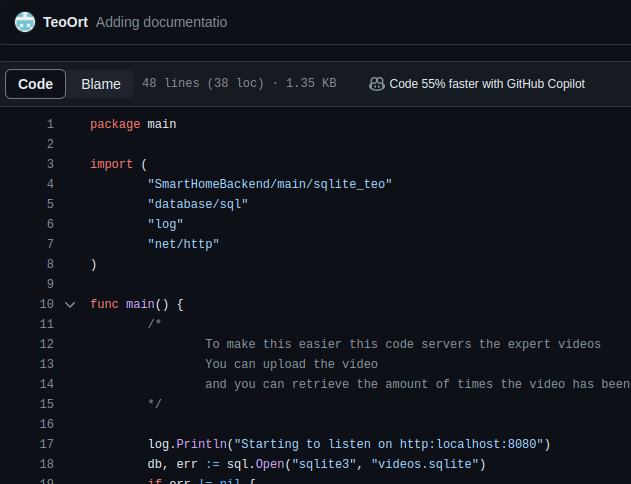 TeoOrt Adding documentatio
Code Blame 48 lines (38 loc) · 1.35 KB Code 55% faster with GitHub Copilot
1 package main
2
3 import (
4 "SmartHomeBackend/main/sqlite_teo"
5 "database/sql"
6 "log"
7 "net/http"
8 )
9
10 func main() {
11 /*
12 To make this easier this code servers the expert videos
13 You can upload the video
14 and you can retrieve the amount of times the video has been
15 */
16
17 log.Println("Starting to listen on http:localhost:8080")
18 db, err := sql.Open("sqlite3", "videos.sqlite")
19 if err != nil {